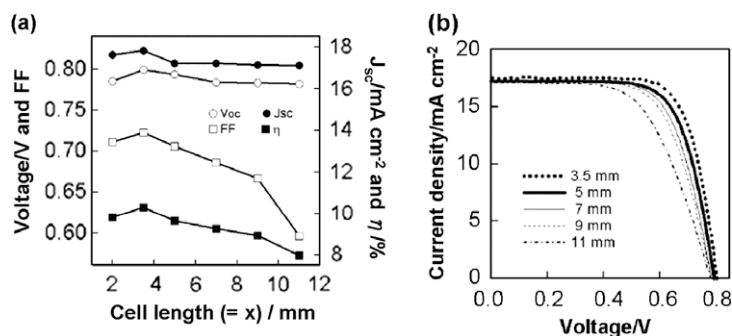 (a)
Voltage/V and FF
0.80
0.75
0.70
0.65
0.60
Voc
Jsc
FF
η
18
16
14
12
10
8
Jsc/mA cm-2 and η /%
0 2 4 6 8 10 12
Cell length (= x) / mm
(b)
Current density/mA cm-2
20
15
10
5
0
3.5 mm
5 mm
7 mm
9 mm
11 mm
0.0 0.2 0.4 0.6 0.8
Voltage/V